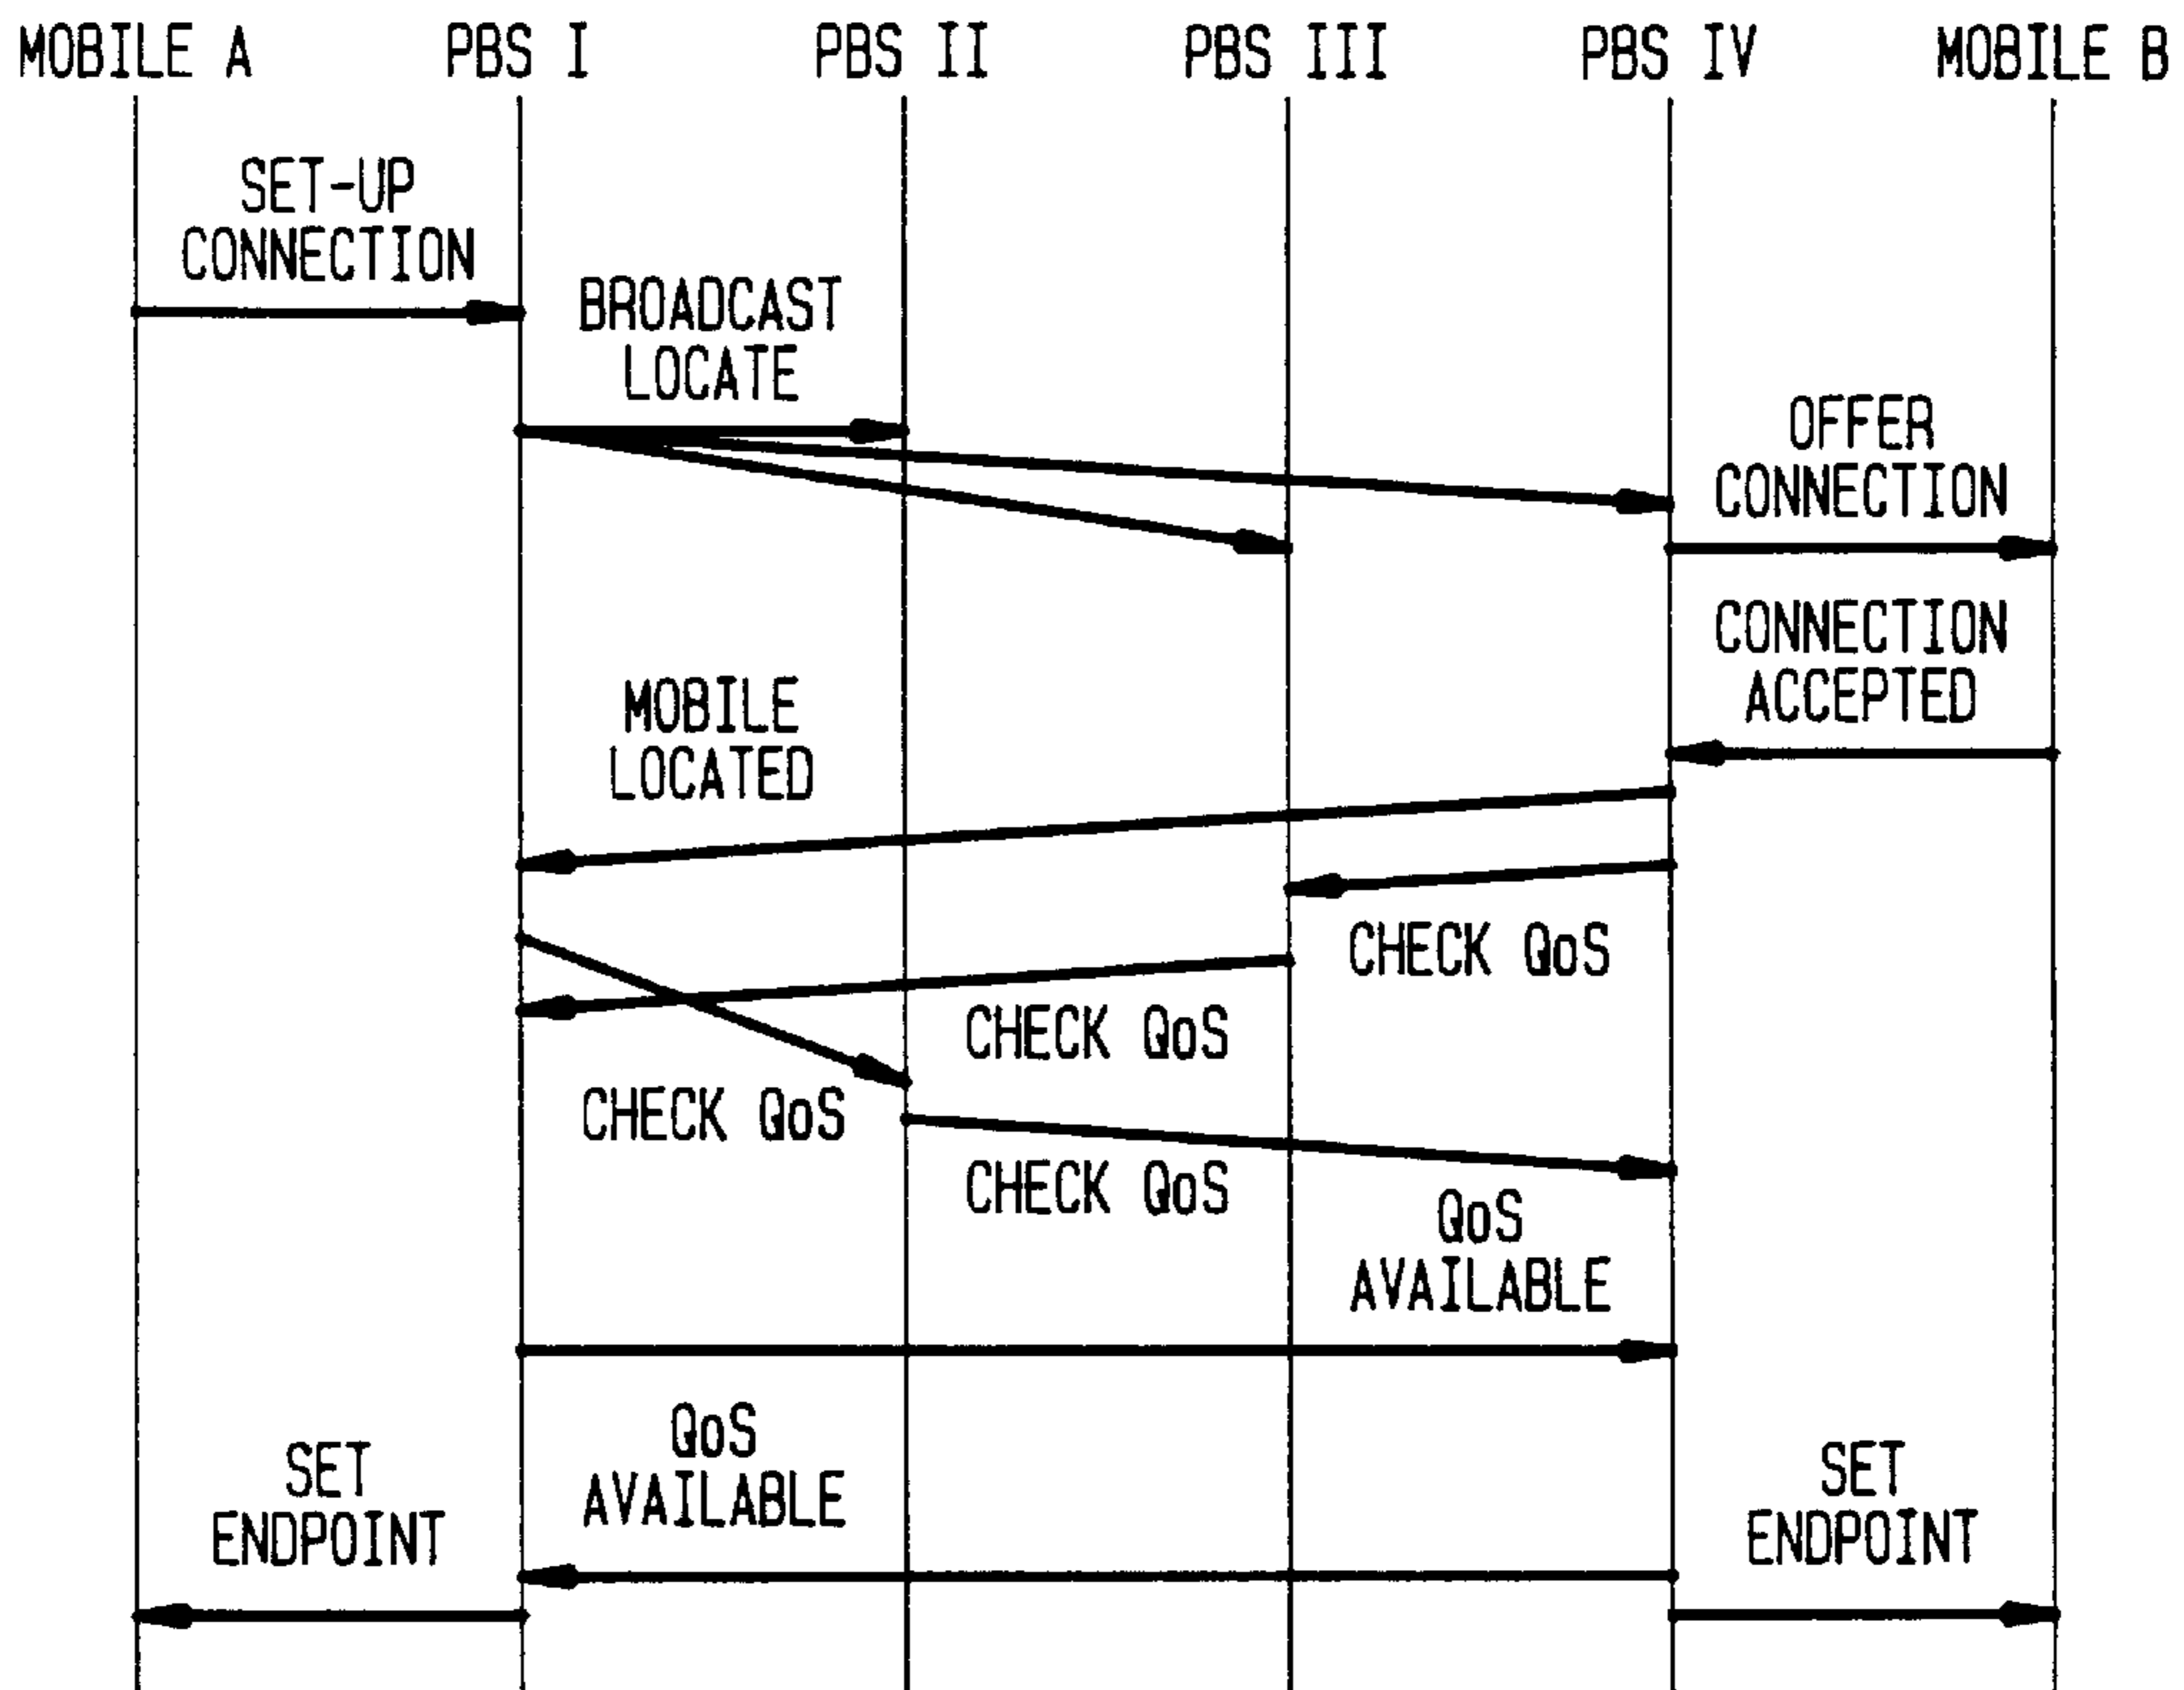 MOBILE A PBS I PBS II PBS III PBS IV MOBILE B
SET-UP
CONNECTION
BROADCAST
LOCATE
OFFER
CONNECTION
CONNECTION
ACCEPTED
MOBILE
LOCATED
CHECK QoS
CHECK QoS
CHECK QoS
CHECK QoS
QoS
AVAILABLE
QoS
AVAILABLE
SET
ENDPOINT
SET
ENDPOINT